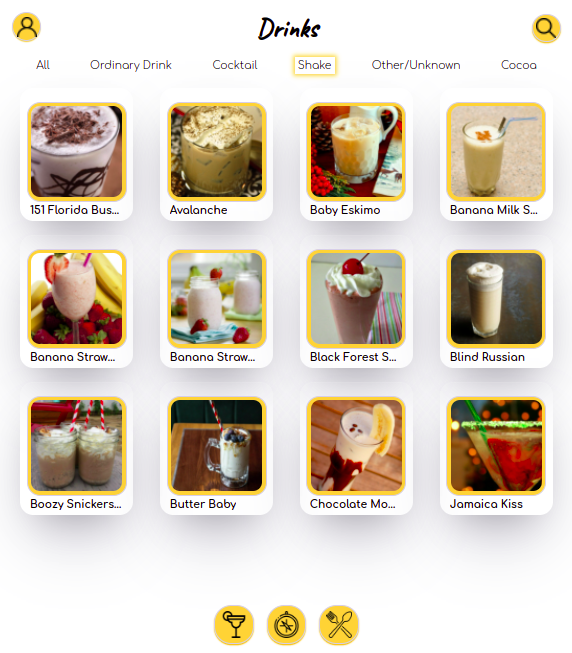 Drinks
All Ordinary Drink Cocktail Shake Other/Unknown Cocoa
151 Florida Bus... Avalanche Baby Eskimo Banana Milk S...
Banana Straw... Banana Straw... Black Forest S... Blind Russian
Boozy Snickers... Butter Baby Chocolate Mo... Jamaica Kiss